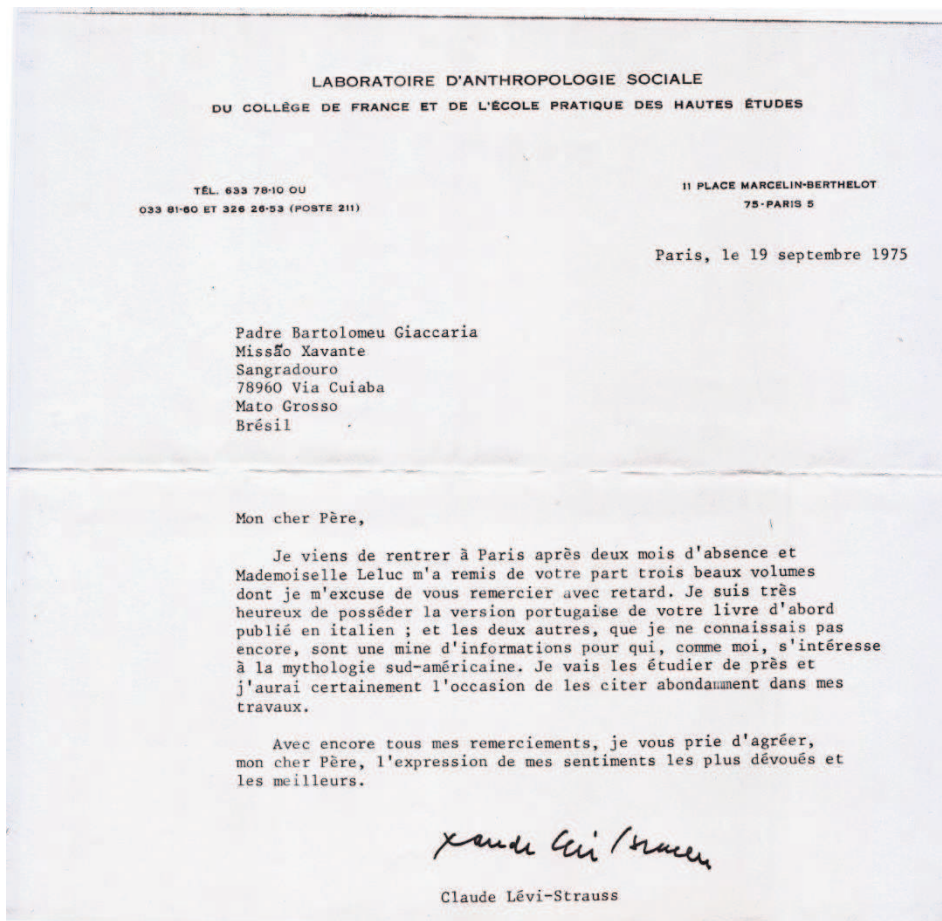 LABORATOIRE D'ANTHROPOLOGIE SOCIALE
DU COLLÈGE DE FRANCE ET DE L'ÉCOLE PRATIQUE DES HAUTES ÉTUDES
TÉL. 633 78-10 OU
033 81-60 ET 326 26-53 (POSTE 211)
11 PLACE MARCELIN-BERTHELOT
75-PARIS 5
Paris, le 19 septembre 1975
Padre Bartolomeu Giaccaria
Missão Xavante
Sangradouro
78960 Via Cuiaba
Mato Grosso
Brésil
Mon cher Père,
Je viens de rentrer à Paris après deux mois d'absence et
Mademoiselle Leluc m'a remis de votre part trois beaux volumes
dont je m'excuse de vous remercier avec retard. Je suis très
heureux de posséder la version portugaise de votre livre d'abord
publié en italien ; et les deux autres, que je ne connaissais pas
encore, sont une mine d'informations pour qui, comme moi, s'intéresse
à la mythologie sud-américaine. Je vais les étudier de près et
j'aurai certainement l'occasion de les citer abondamment dans mes
travaux.
Avec encore tous mes remerciements, je vous prie d'agréer,
mon cher Père, l'expression de mes sentiments les plus dévoués et
les meilleurs.
Claude Lévi-Strauss
Claude Lévi-Strauss